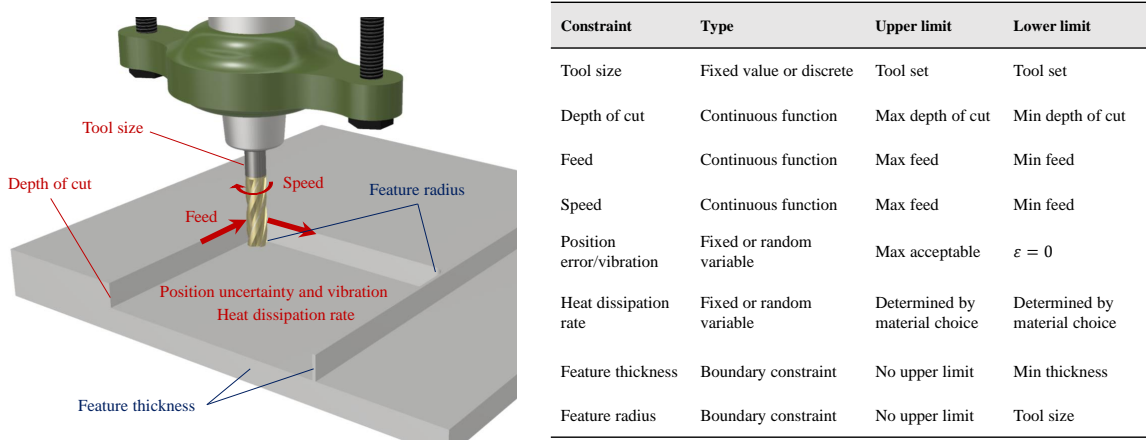 Tool size
Depth of cut
Speed
Feature radius
Feed
Position uncertainty and vibration
Heat dissipation rate
Feature thickness
Constraint Type Upper limit Lower limit
Tool size Fixed value or discrete Tool set Tool set
Depth of cut Continuous function Max depth of cut Min depth of cut
Feed Continuous function Max feed Min feed
Speed Continuous function Max feed Min feed
Position Fixed or random
error/vibration variable Max acceptable ε = 0
Heat dissipation Fixed or random Determined by Determined by
rate variable material choice material choice
Feature thickness Boundary constraint No upper limit Min thickness
Feature radius Boundary constraint No upper limit Tool size